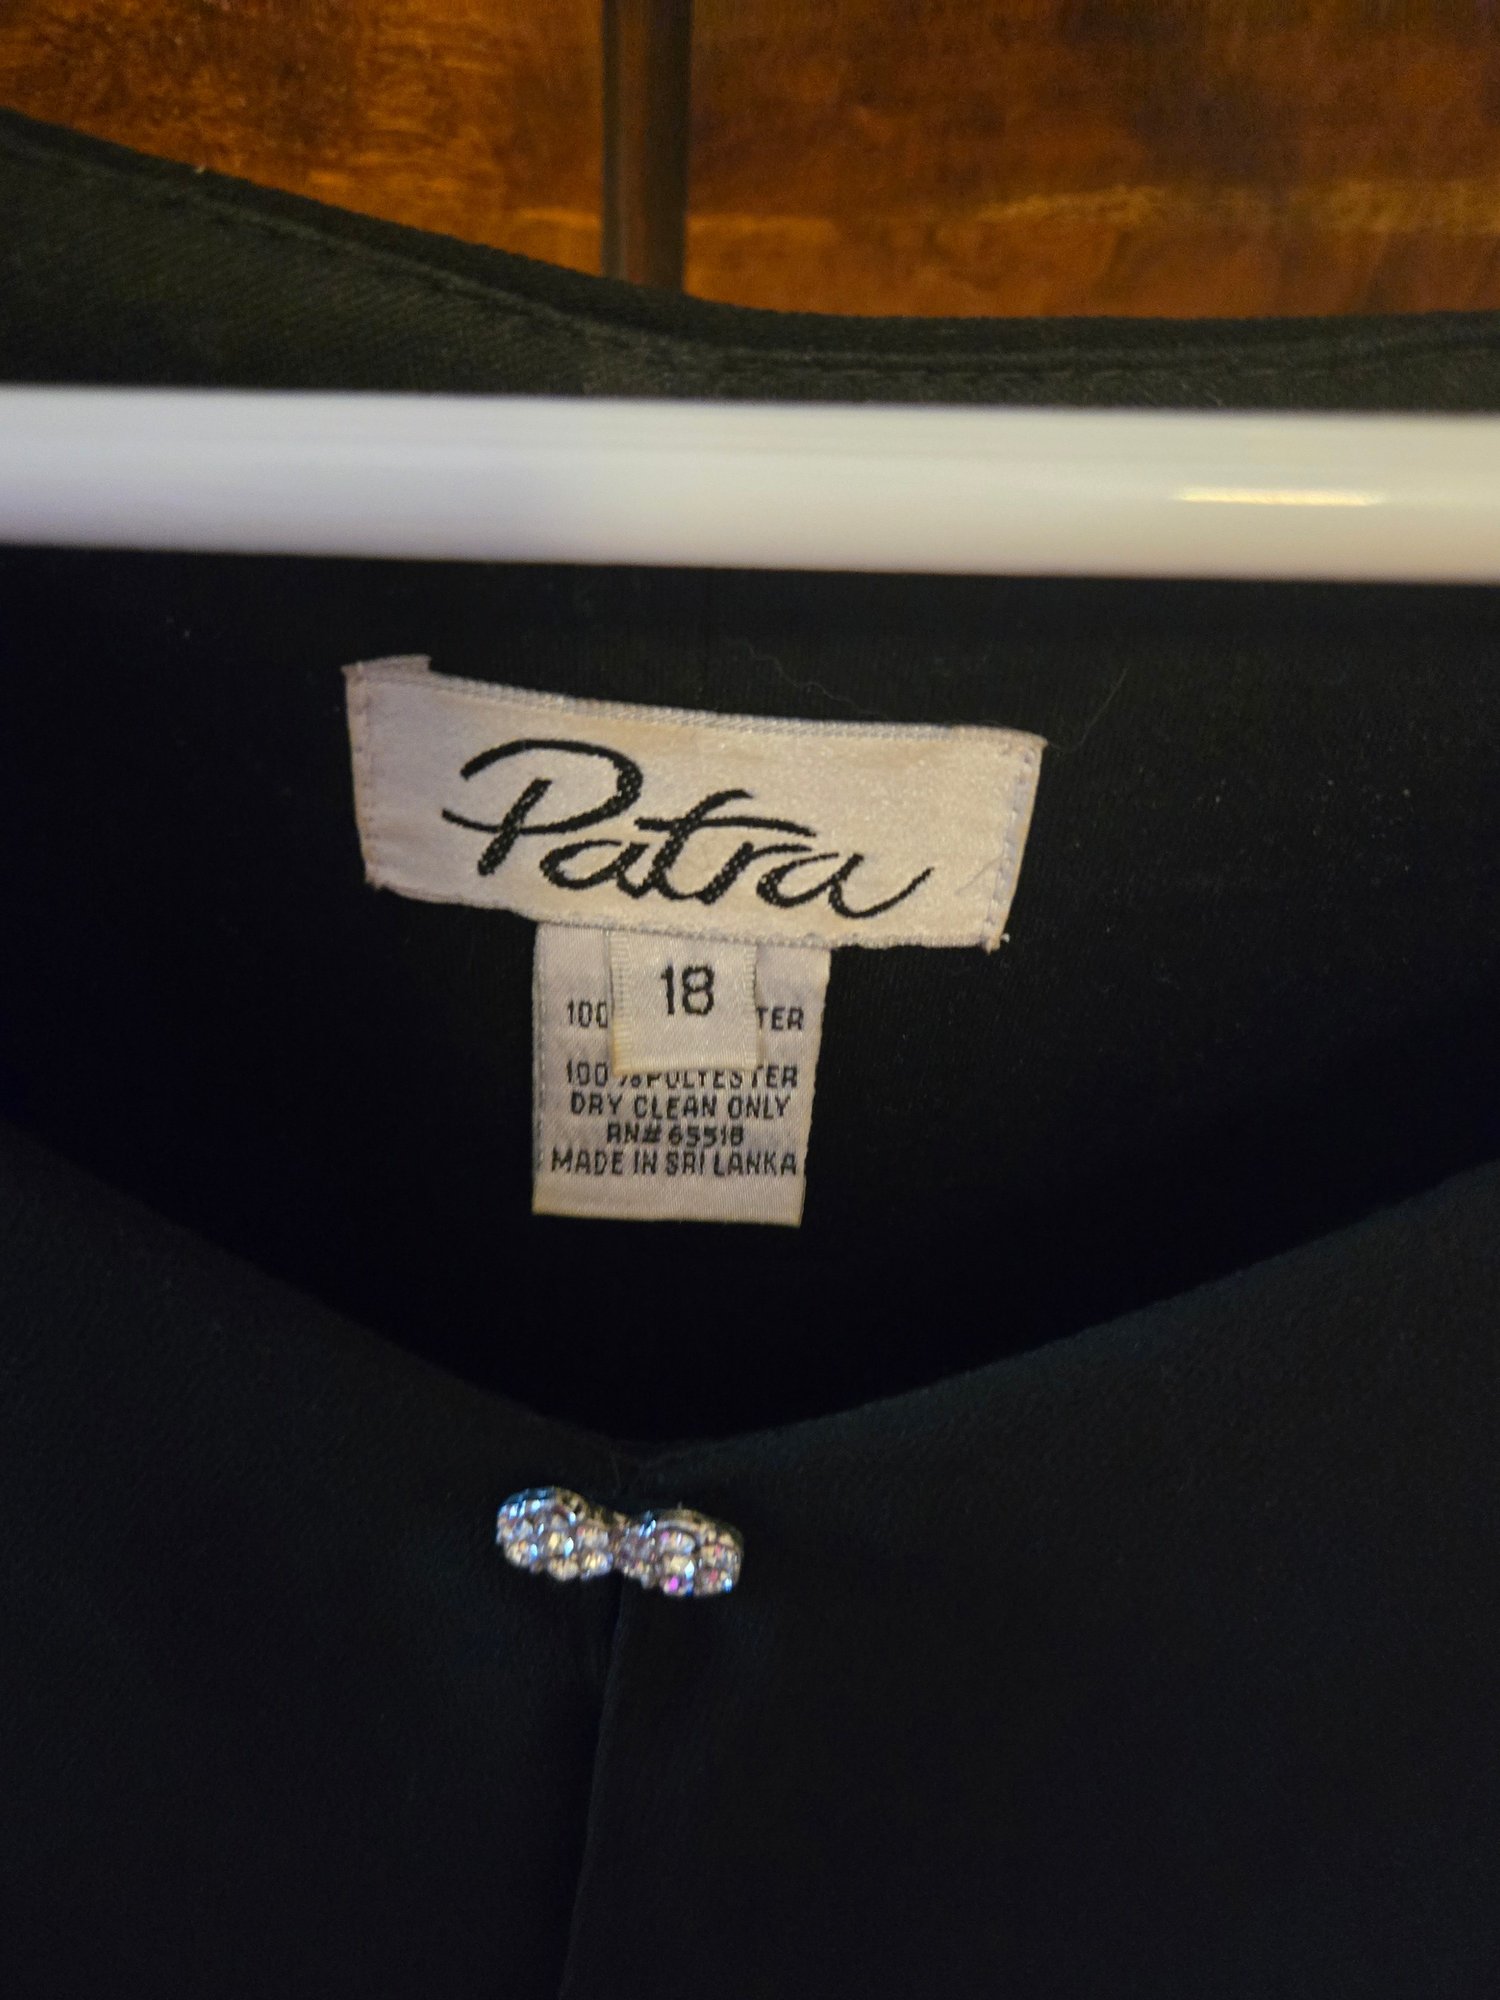 Patra
18
100 TER
100%POLYESTER
DRY CLEAN ONLY
RN# 65518
MADE IN SRI LANKA